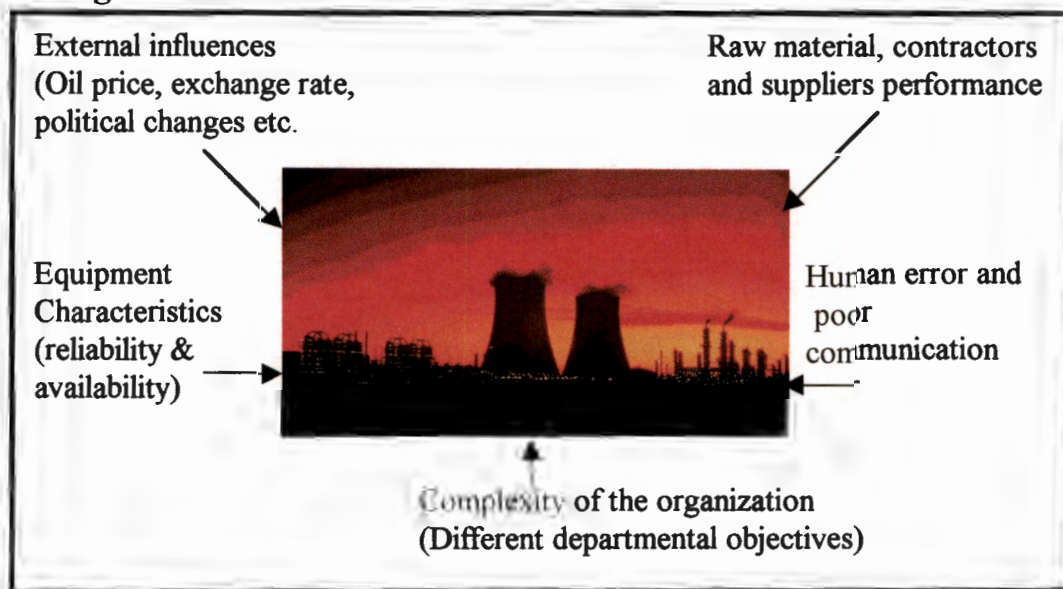 External influences
(Oil price, exchange rate,
political changes etc.
Raw material, contractors
and suppliers performance
Equipment
Characteristics
(reliability &
availability)
Human error and
poor
communication
Complexity of the organization
(Different departmental objectives)